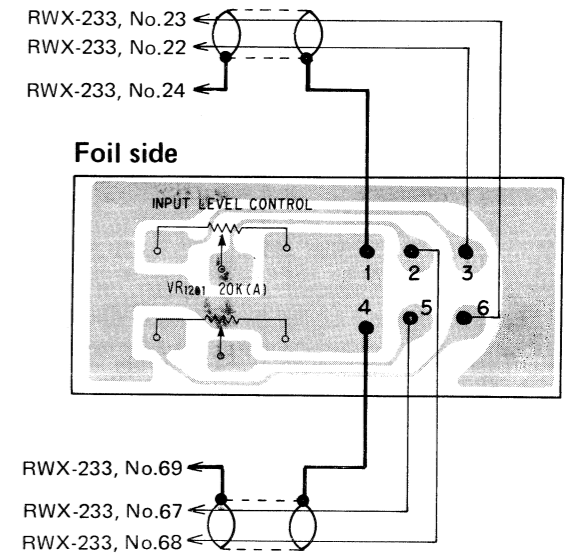 RWX-233, No.23
RWX-233, No.22
RWX-233, No.24
Foil side
INPUT LEVEL CONTROL
1 2 3
VR1201 20K(A)
4 5 6
RWX-233, No.69
RWX-233, No.67
RWX-233, No.68